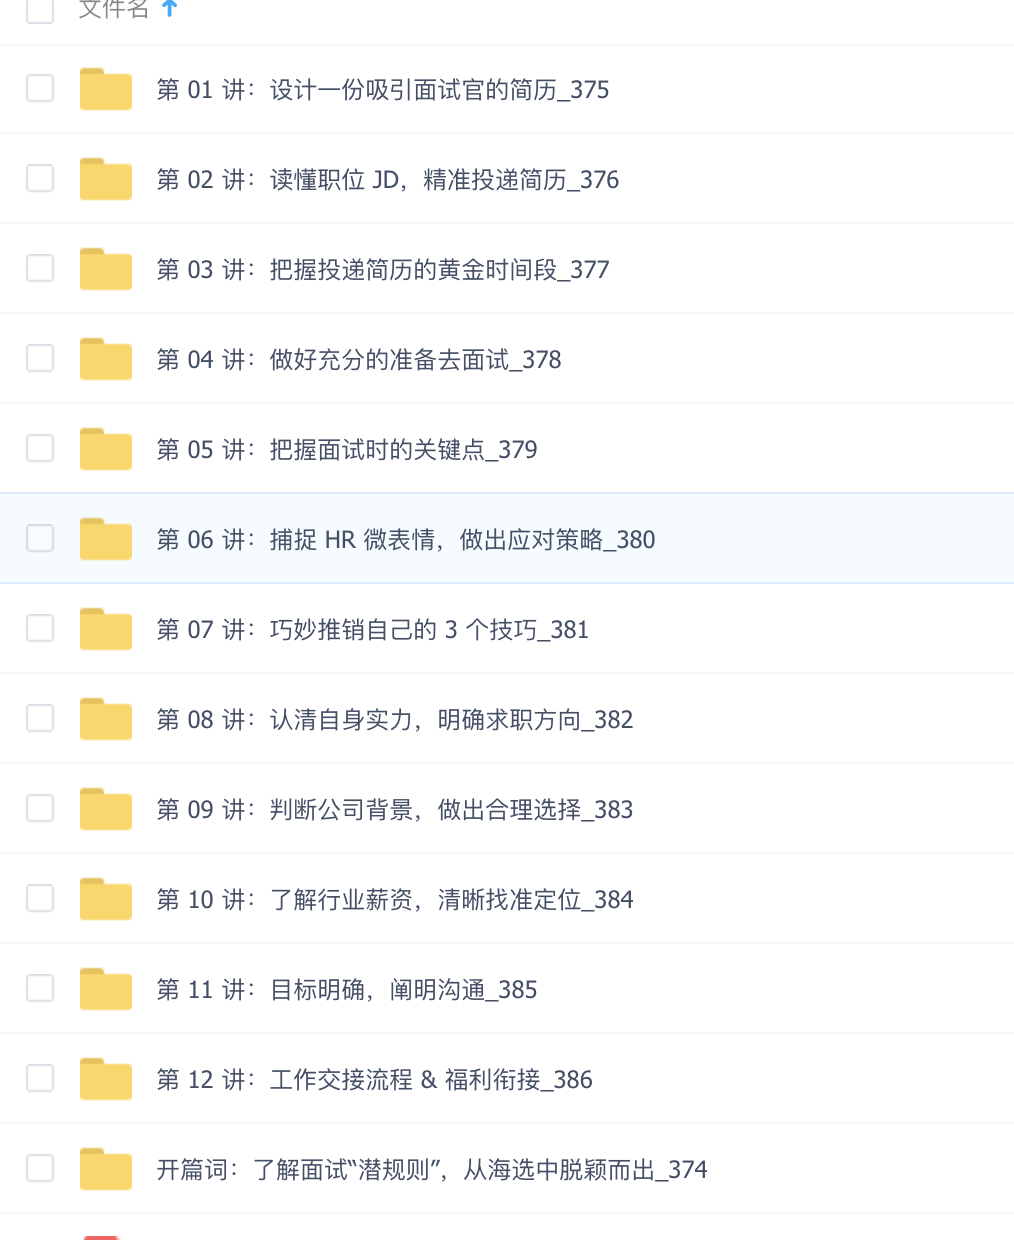 文件名
第 01 讲：设计一份吸引面试官的简历_375
第 02 讲：读懂职位 JD，精准投递简历_376
第 03 讲：把握投递简历的黄金时间段_377
第 04 讲：做好充分的准备去面试_378
第 05 讲：把握面试时的关键点_379
第 06 讲：捕捉 HR 微表情，做出应对策略_380
第 07 讲：巧妙推销自己的 3 个技巧_381
第 08 讲：认清自身实力，明确求职方向_382
第 09 讲：判断公司背景，做出合理选择_383
第 10 讲：了解行业薪资，清晰找准定位_384
第 11 讲：目标明确，阐明沟通_385
第 12 讲：工作交接流程 & 福利衔接_386
开篇词：了解面试“潜规则”，从海选中脱颖而出_374